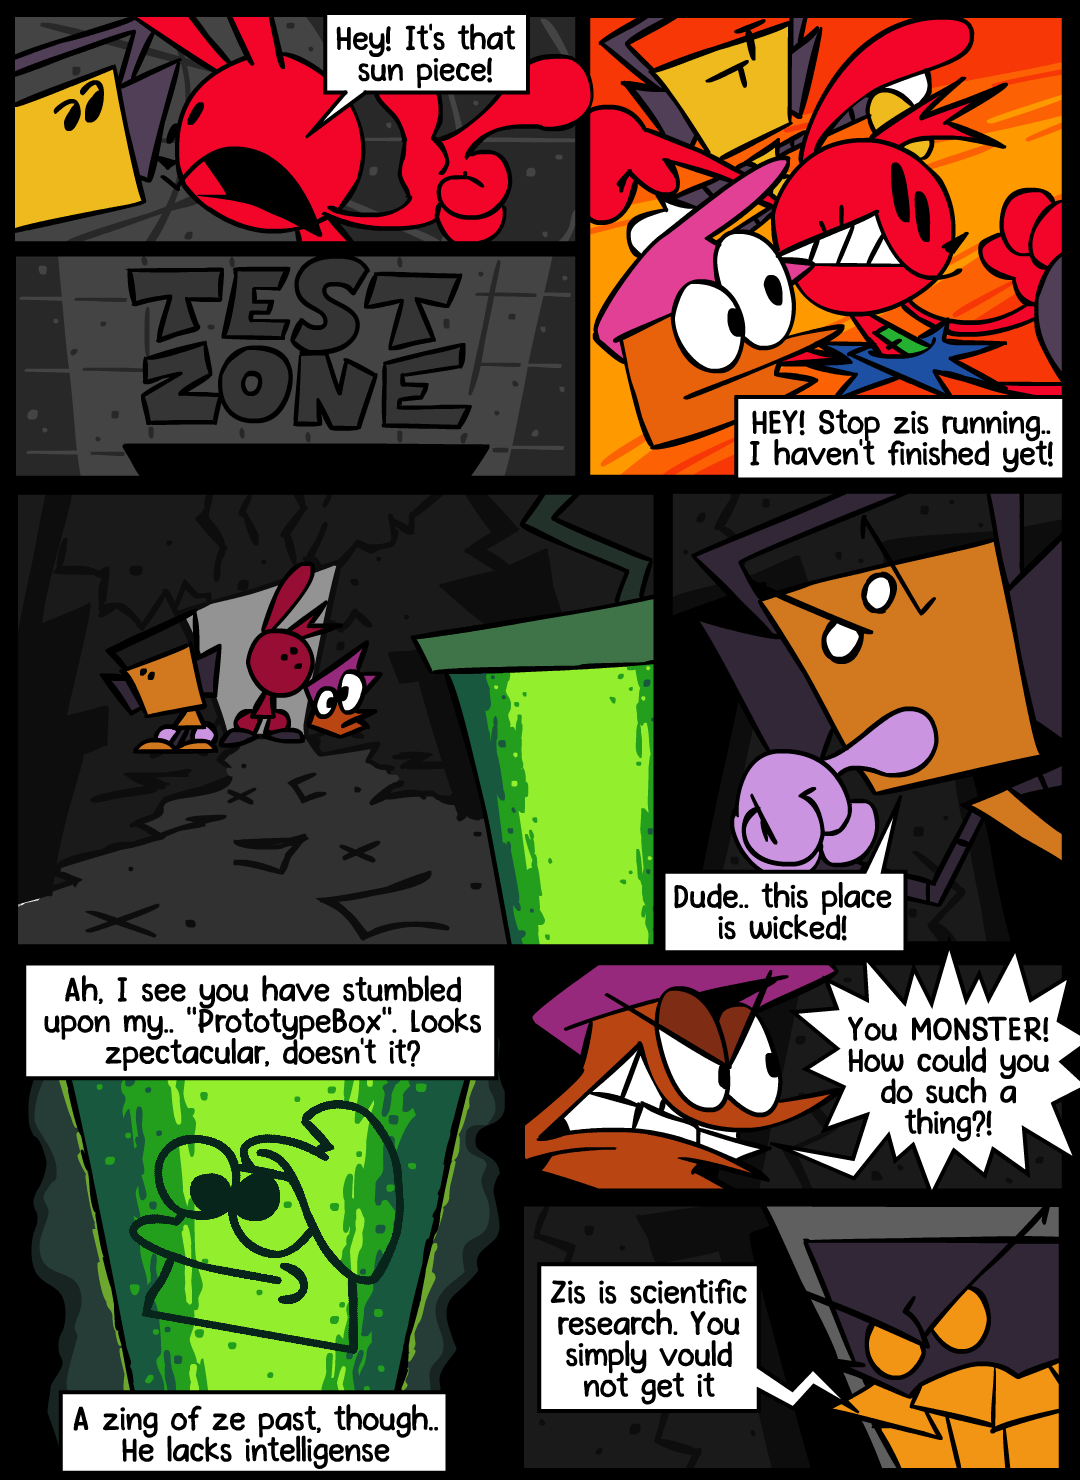 Hey! It's that
sun piece!
TEST
ZONE
HEY! Stop zis running..
I haven't finished yet!
Dude.. this place
is wicked!
Ah, I see you have stumbled
upon my.. "PrototypeBox". Looks
zpectacular, doesn't it?
A zing of ze past, though..
He lacks intelligense
You MONSTER!
How could you
do such a
thing?!
Zis is scientific
research. You
simply vould
not get it